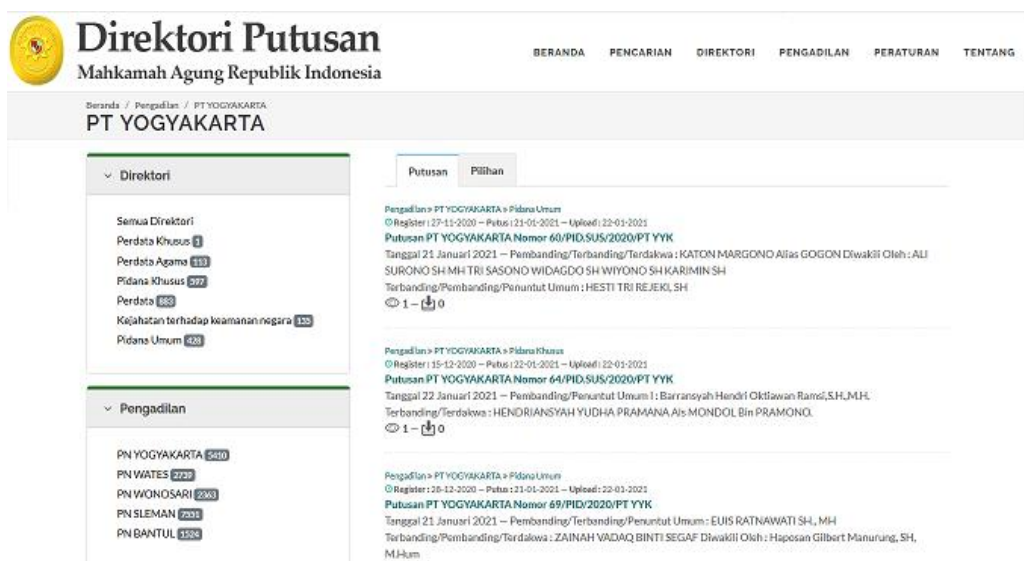 Direktori Putusan
Mahkamah Agung Republik Indonesia
BERANDA PENCARIAN DIREKTORI PENGADILAN PERATURAN TENTANG
Beranda / Pengadilan / PT YOGYAKARTA
PT YOGYAKARTA
Direktori
Semua Direktori
Perdata Khusus 1
Perdata Agama 113
Pidana Khusus 597
Perdata 883
Kejahatan terhadap keamanan negara 135
Pidana Umum 428
Pengadilan
PN YOGYAKARTA 5410
PN WATES 2739
PN WONOSARI 2363
PN SLEMAN
PN BANTUL 1524
Putusan Pilihan
Pengadilan » PT YOGYAKARTA » Pidana Umum
Register : 27-11-2020 — Putus : 21-01-2021 — Upload : 22-01-2021
Putusan PT YOGYAKARTA Nomor 60/PID.SUS/2020/PT YYK
Tanggal 21 Januari 2021 — Pembanding/Terbanding/Terdakwa : KATON MARGONO Alias GOGON Diwakili Oleh : ALI
SURONO SH MH TRI SASONO WIDAGDO SH WIYONO SH KARIMIN SH
Terbanding/Pembanding/Penuntut Umum : HESTI TRI REJEKI, SH
1 — 0
Pengadilan » PT YOGYAKARTA » Pidana Khusus
Register : 15-12-2020 — Putus : 22-01-2021 — Upload : 22-01-2021
Putusan PT YOGYAKARTA Nomor 64/PID.SUS/2020/PT YYK
Tanggal 22 Januari 2021 — Pembanding/Penuntut Umum I : Barransyah Hendri Oktiawan Ramsi,S.H.,M.H.
Terbanding/Terdakwa : HENDRIANSYAH YUDHA PRAMANA Als MONDOL Bin PRAMONO.
1 — 0
Pengadilan » PT YOGYAKARTA » Pidana Umum
Register : 28-12-2020 — Putus : 21-01-2021 — Upload : 22-01-2021
Putusan PT YOGYAKARTA Nomor 69/PID/2020/PT YYK
Tanggal 21 Januari 2021 — Pembanding/Terbanding/Penuntut Umum : EUIS RATNAWATI SH., MH
Terbanding/Pembanding/Terdakwa : ZAINAH VADAQ BINTI SEGAF Diwakili Oleh : Haposan Gilbert Manurung, SH,
M.Hum